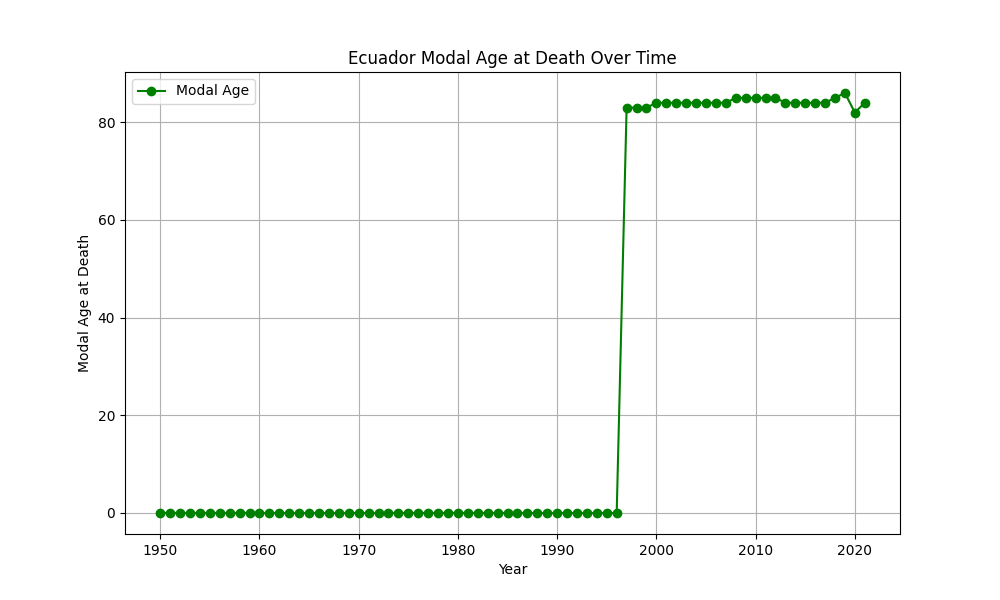 Ecuador Modal Age at Death Over Time
Modal Age
Modal Age at Death
80
60
40
20
0
1950 1960 1970 1980 1990 2000 2010 2020
Year